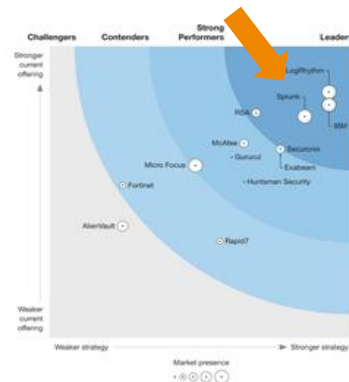 Challengers Contenders Strong Performers Leaders
Stronger current offering
LogRhythm
Splunk
RSA
IBM
McAfee
Securonix
Gurucul
Micro Focus
Exabeam
Huntsman Security
Fortinet
AlienVault
Rapid7
Weaker current offering
Weaker strategy Stronger strategy
Market presence